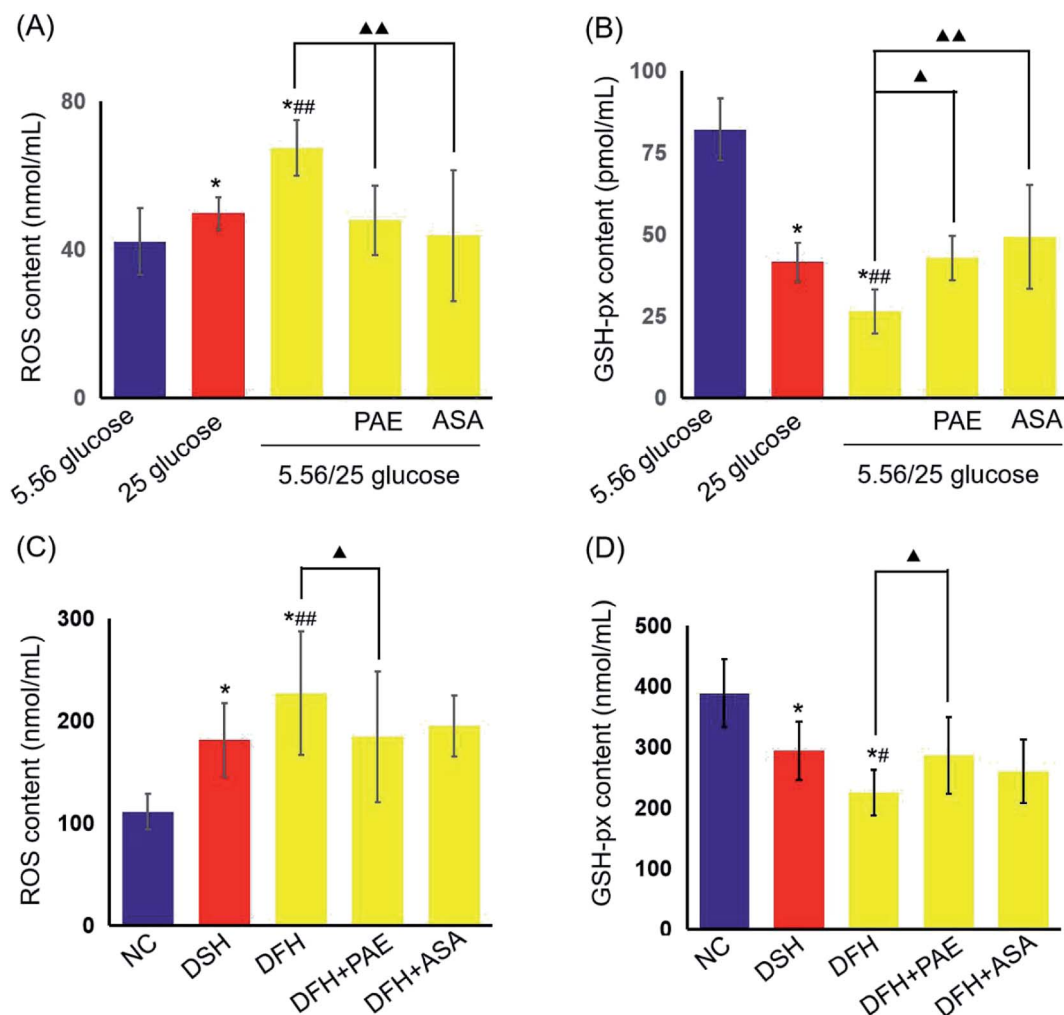 (A)
▲▲
*##
*
ROS content (nmol/mL)
80
40
0
5.56 glucose
25 glucose
PAE
ASA
5.56/25 glucose
(B)
▲▲
▲
*
*##
GSH-px content (pmol/mL)
100
75
50
25
0
5.56 glucose
25 glucose
PAE
ASA
5.56/25 glucose
(C)
▲
*##
*
ROS content (nmol/mL)
300
200
100
0
NC
DSH
DFH
DFH+PAE
DFH+ASA
(D)
▲
*
*#
GSH-px content (nmol/mL)
500
400
300
200
100
0
NC
DSH
DFH
DFH+PAE
DFH+ASA